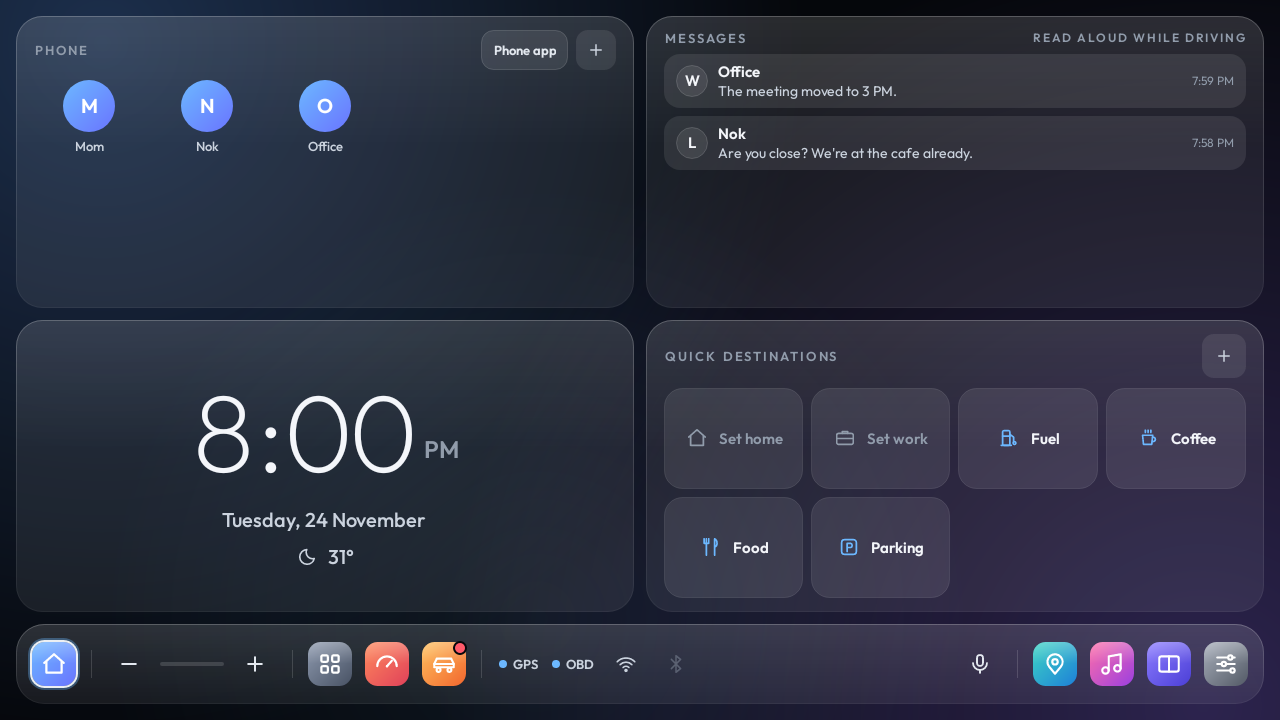 PHONE
Phone app
M
Mom
N
Nok
O
Office
MESSAGES
READ ALOUD WHILE DRIVING
W
Office
The meeting moved to 3 PM.
7:59 PM
L
Nok
Are you close? We're at the cafe already.
7:58 PM
8:00 PM
Tuesday, 24 November
31°
QUICK DESTINATIONS
Set home
Set work
Fuel
Coffee
Food
P
Parking
GPS
OBD